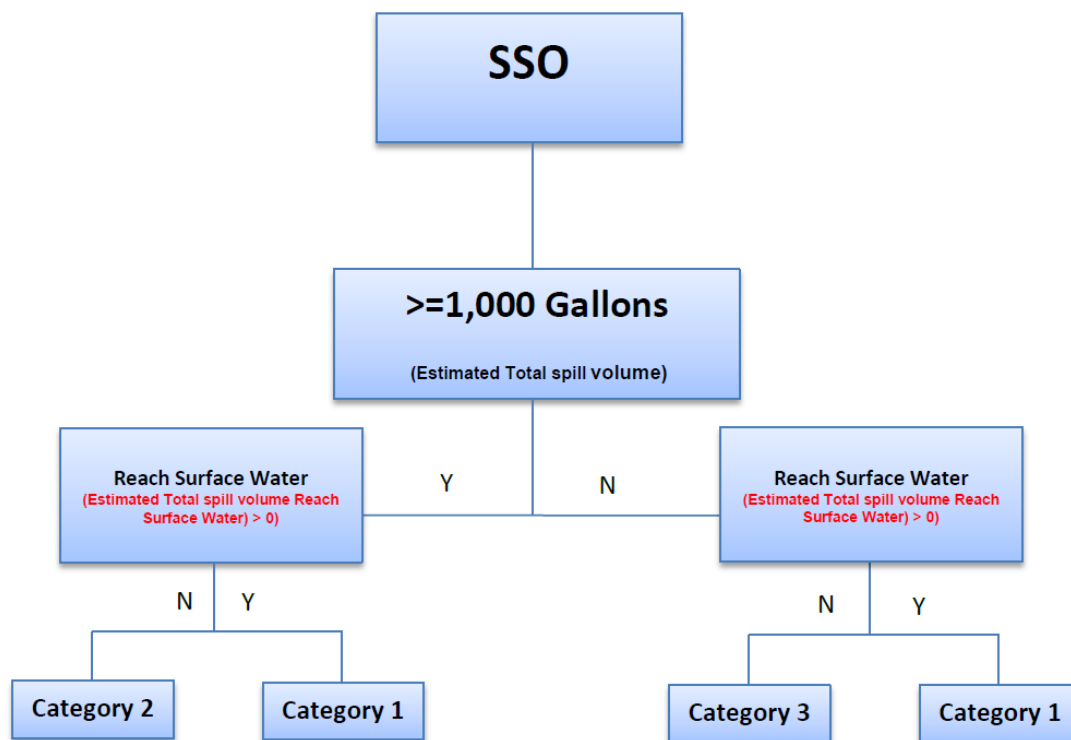 SSO
>=1,000 Gallons
(Estimated Total spill volume)
Reach Surface Water
(Estimated Total spill volume Reach
Surface Water) > 0)
Y
N
Reach Surface Water
(Estimated Total spill volume Reach
Surface Water) > 0)
N
Y
N
Y
Category 2
Category 1
Category 3
Category 1